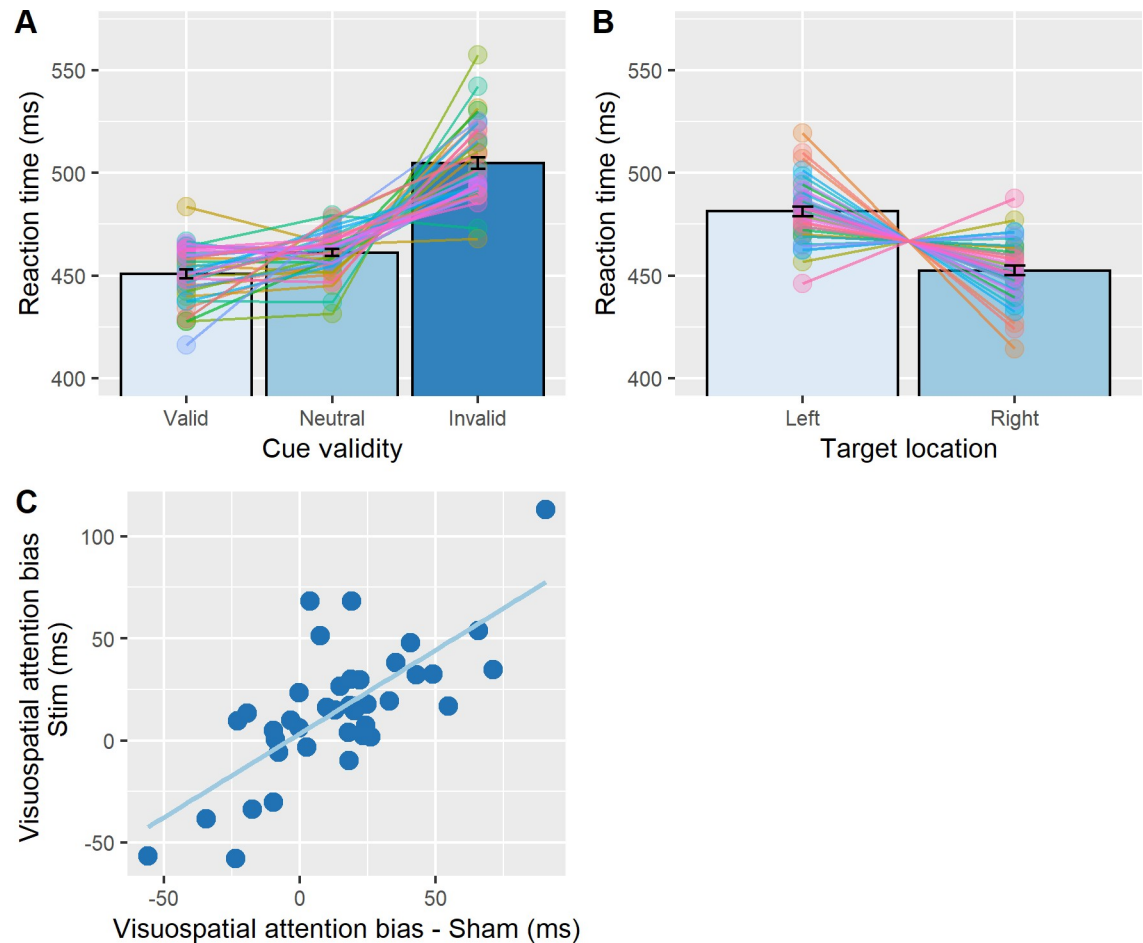 A
Reaction time (ms)
550
500
450
400
Valid Neutral Invalid
Cue validity
B
Reaction time (ms)
550
500
450
400
Left Right
Target location
C
Visuospatial attention bias
Stim (ms)
100
50
0
-50
-50 0 50
Visuospatial attention bias - Sham (ms)